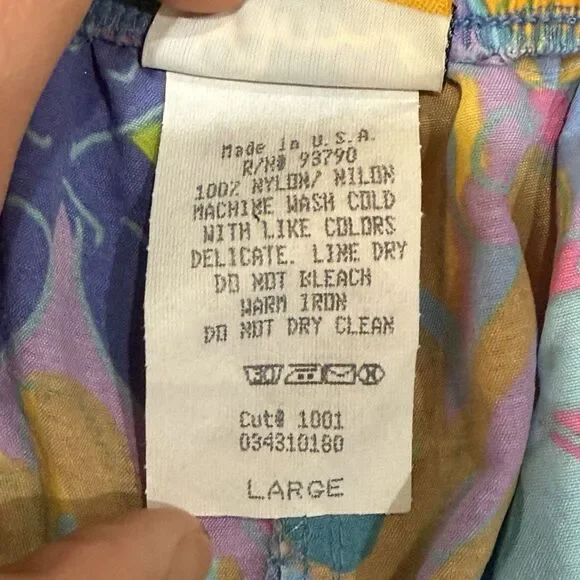 Made in U.S.A.
R/N# 93790
100% NYLON/ NILON
MACHINE WASH COLD
WITH LIKE COLORS
DELICATE. LINE DRY
DO NOT BLEACH
WARM IRON
DO NOT DRY CLEAN
Cut# 1001
034310180
LARGE